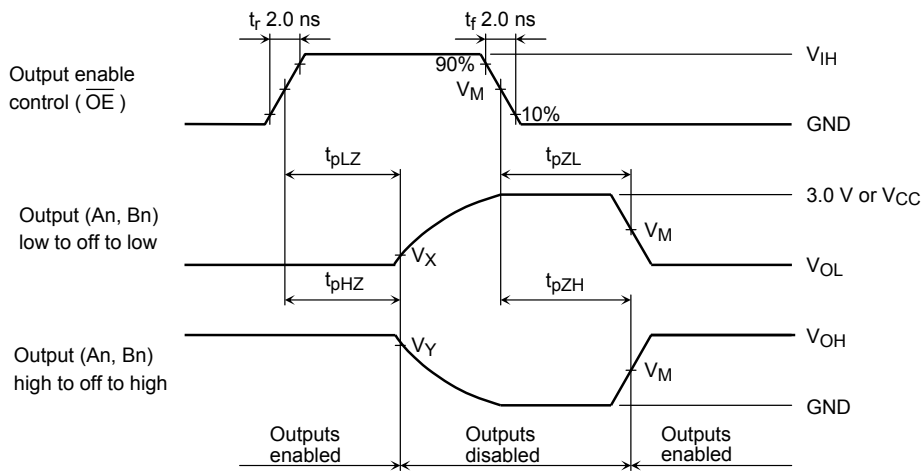 tr 2.0 ns
tf 2.0 ns
Output enable
control ( OE )
90%
VM
10%
VIH
GND
tpLZ
tpZL
Output (An, Bn)
low to off to low
VX
VM
3.0 V or VCC
VOL
tpHZ
tpZH
Output (An, Bn)
high to off to high
VY
VM
VOH
GND
Outputs
enabled
Outputs
disabled
Outputs
enabled